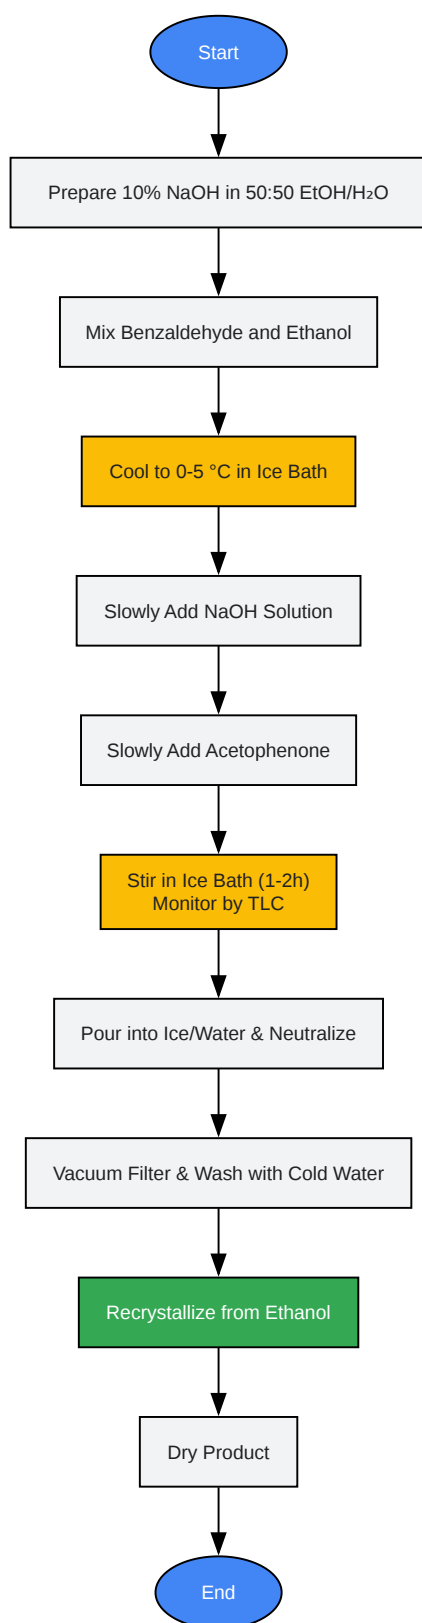 Start
Prepare 10% NaOH in 50:50 EtOH/H₂O
Mix Benzaldehyde and Ethanol
Cool to 0-5 °C in Ice Bath
Slowly Add NaOH Solution
Slowly Add Acetophenone
Stir in Ice Bath (1-2h)
Monitor by TLC
Pour into Ice/Water & Neutralize
Vacuum Filter & Wash with Cold Water
Recrystallize from Ethanol
Dry Product
End